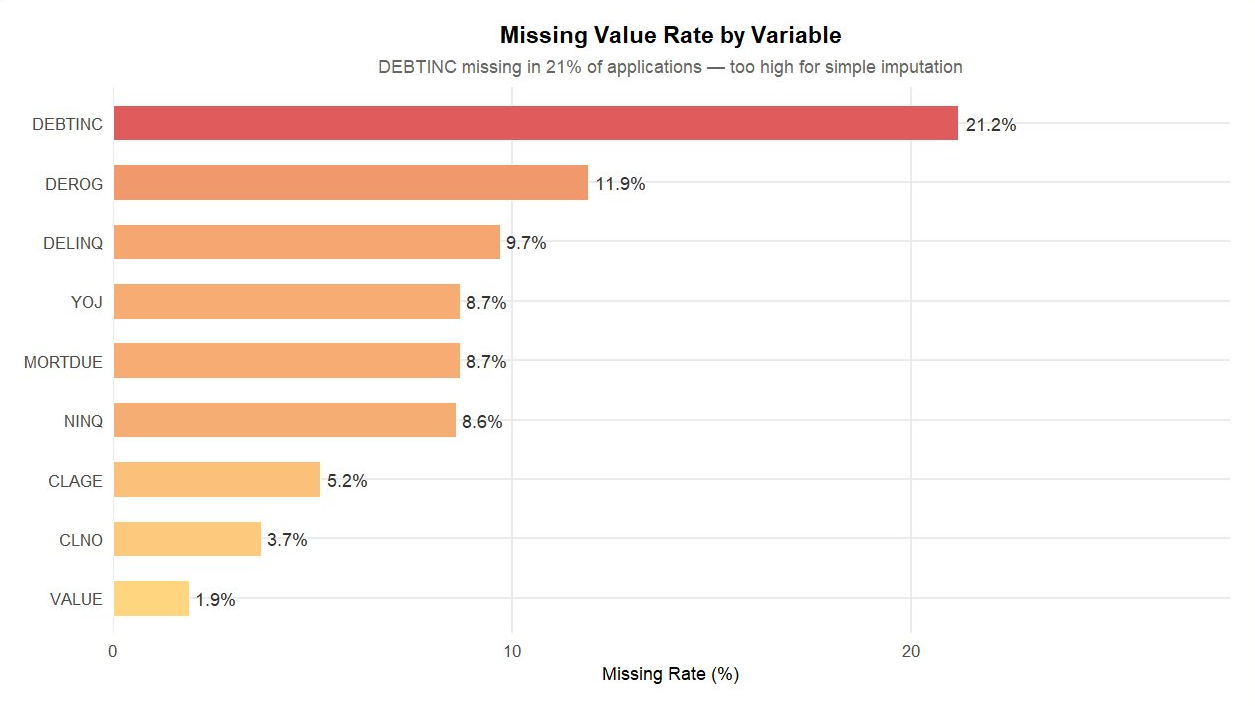 Missing Value Rate by Variable
DEBTINC missing in 21% of applications — too high for simple imputation
DEBTINC 21.2%
DEROG 11.9%
DELINQ 9.7%
YOJ 8.7%
MORTDUE 8.7%
NINQ 8.6%
CLAGE 5.2%
CLNO 3.7%
VALUE 1.9%
0 10 20
Missing Rate (%)